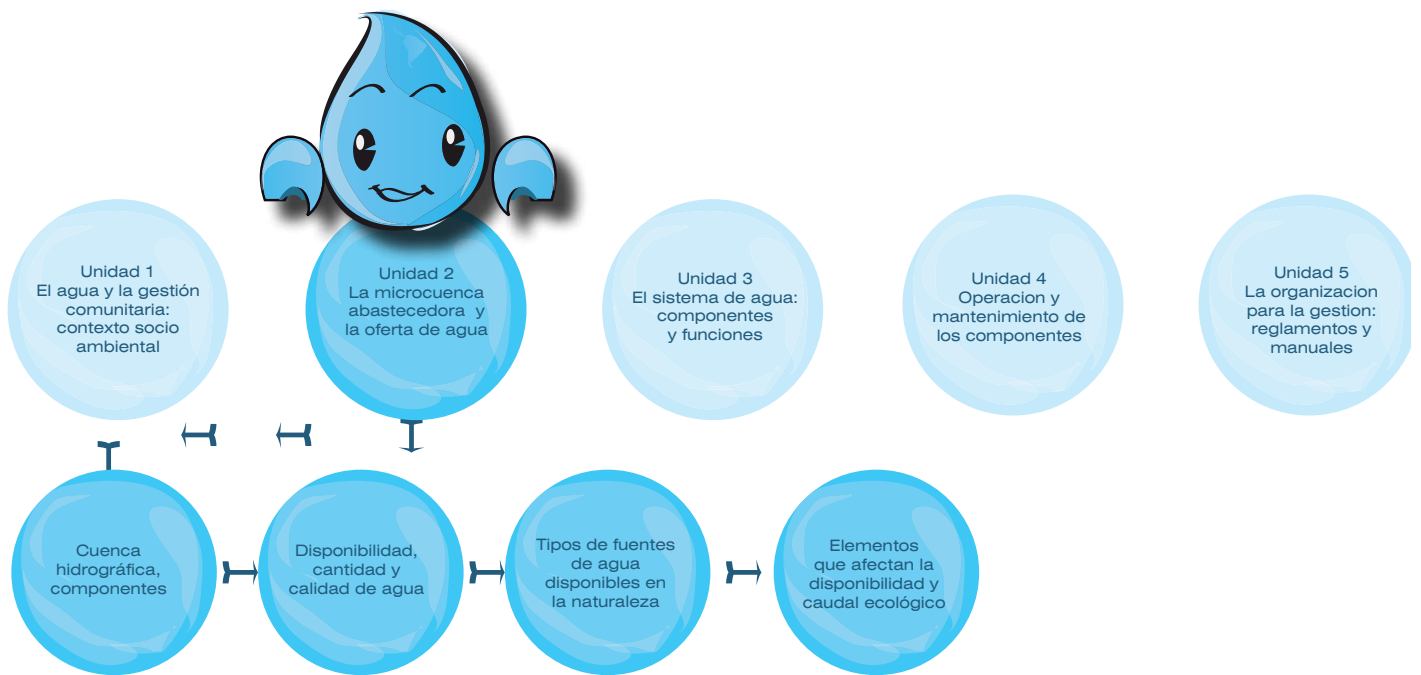 Unidad 1
El agua y la gestión
comunitaria:
contexto socio
ambiental
Unidad 2
La microcuenca
abastecedora y
la oferta de agua
Unidad 3
El sistema de agua:
componentes
y funciones
Unidad 4
Operacion y
mantenimiento de
los componentes
Unidad 5
La organizacion
para la gestion:
reglamentos y
manuales
Cuenca
hidrográfica,
componentes
Disponibilidad,
cantidad y
calidad de agua
Tipos de fuentes
de agua
disponibles en
la naturaleza
Elementos
que afectan la
disponibilidad y
caudal ecológico